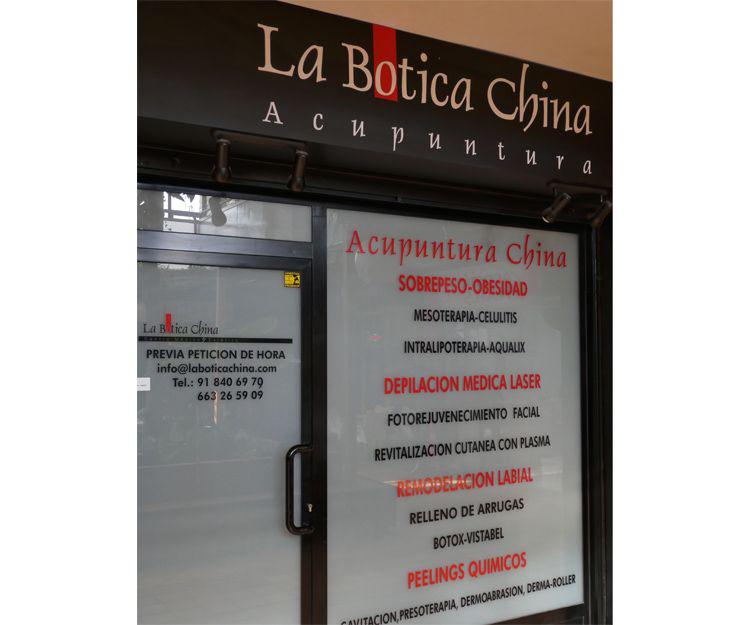 La Botica China
Acupuntura
La Botica China
PREVIA PETICION DE HORA
info@laboticachina.com
Tel.: 91 840 69 70
663 26 59 09
Acupuntura China
SOBREPESO-OBESIDAD
MESOTERAPIA-CELULITIS
INTRALIPOTERAPIA-AQUALIX
DEPILACION MEDICA LASER
FOTOREJUVENECIMIENTO FACIAL
REVITALIZACION CUTANEA CON PLASMA
REMODELACION LABIAL
RELLENO DE ARRUGAS
BOTOX-VISTABEL
PEELINGS QUIMICOS
CAVITACION,PRESOTERAPIA, DERMOABRASION, DERMA-ROLLER